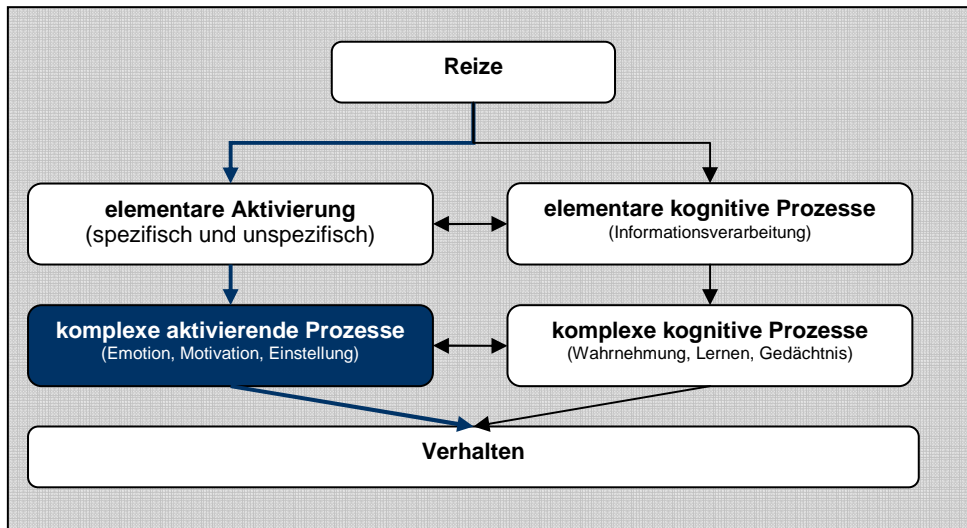 Reize
elementare Aktivierung
(spezifisch und unspezifisch)
elementare kognitive Prozesse
(Informationsverarbeitung)
komplexe aktivierende Prozesse
(Emotion, Motivation, Einstellung)
komplexe kognitive Prozesse
(Wahrnehmung, Lernen, Gedächtnis)
Verhalten